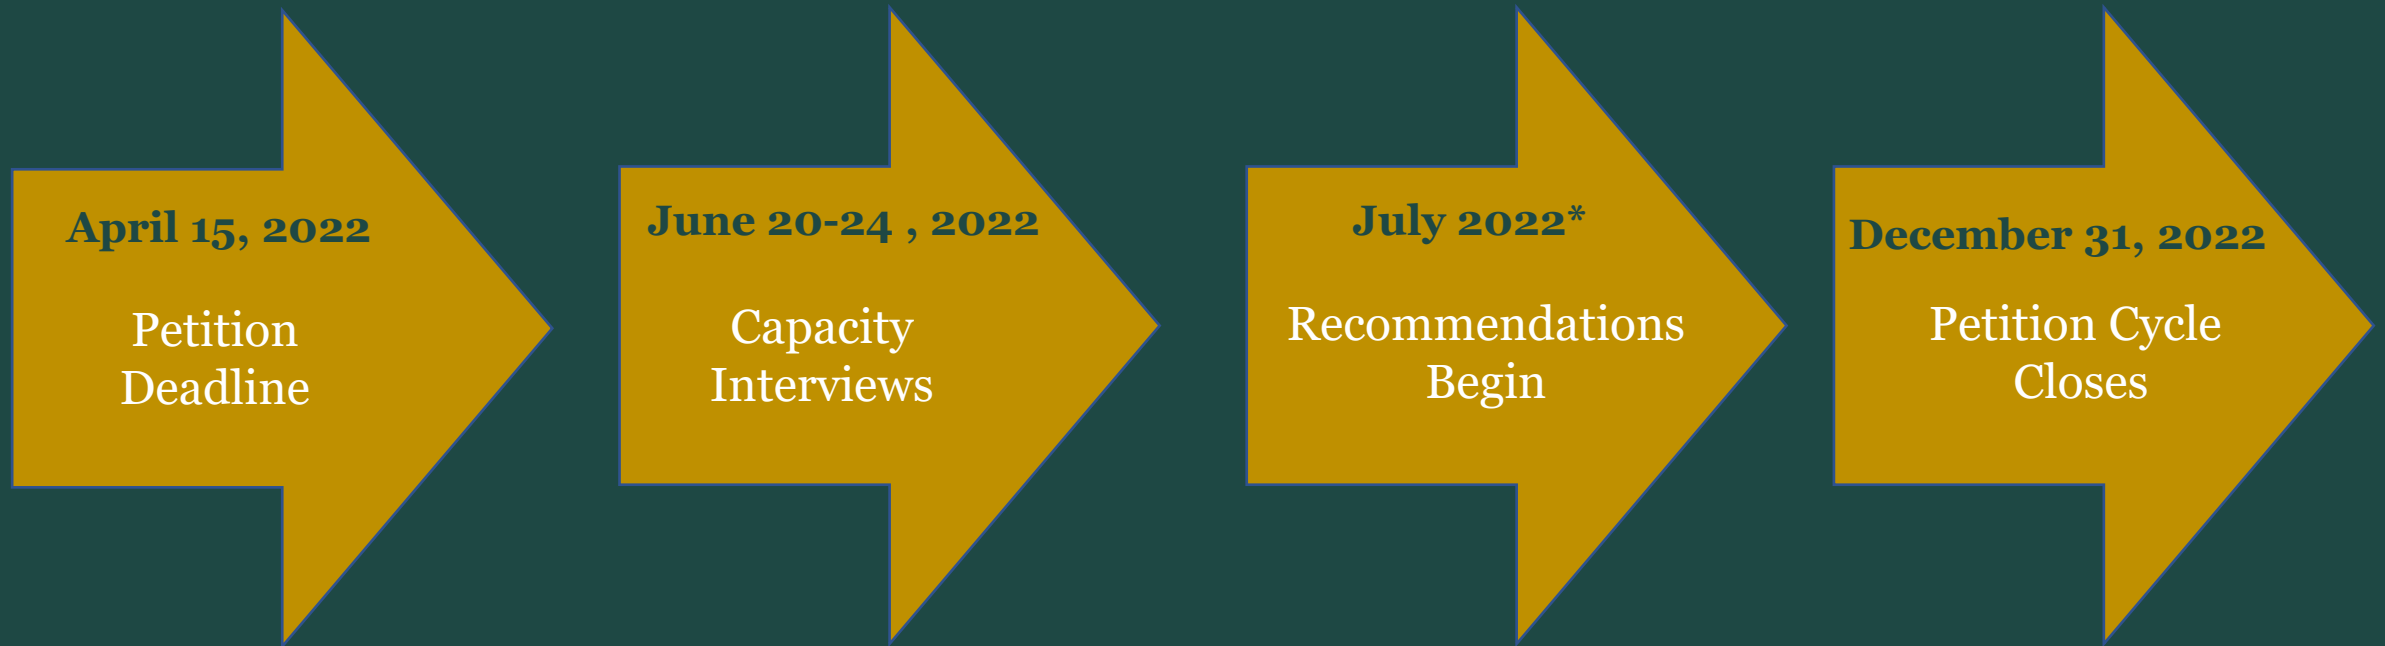 April 15, 2022
Petition
Deadline
June 20-24 , 2022
Capacity
Interviews
July 2022*
Recommendations
Begin
December 31, 2022
Petition Cycle
Closes